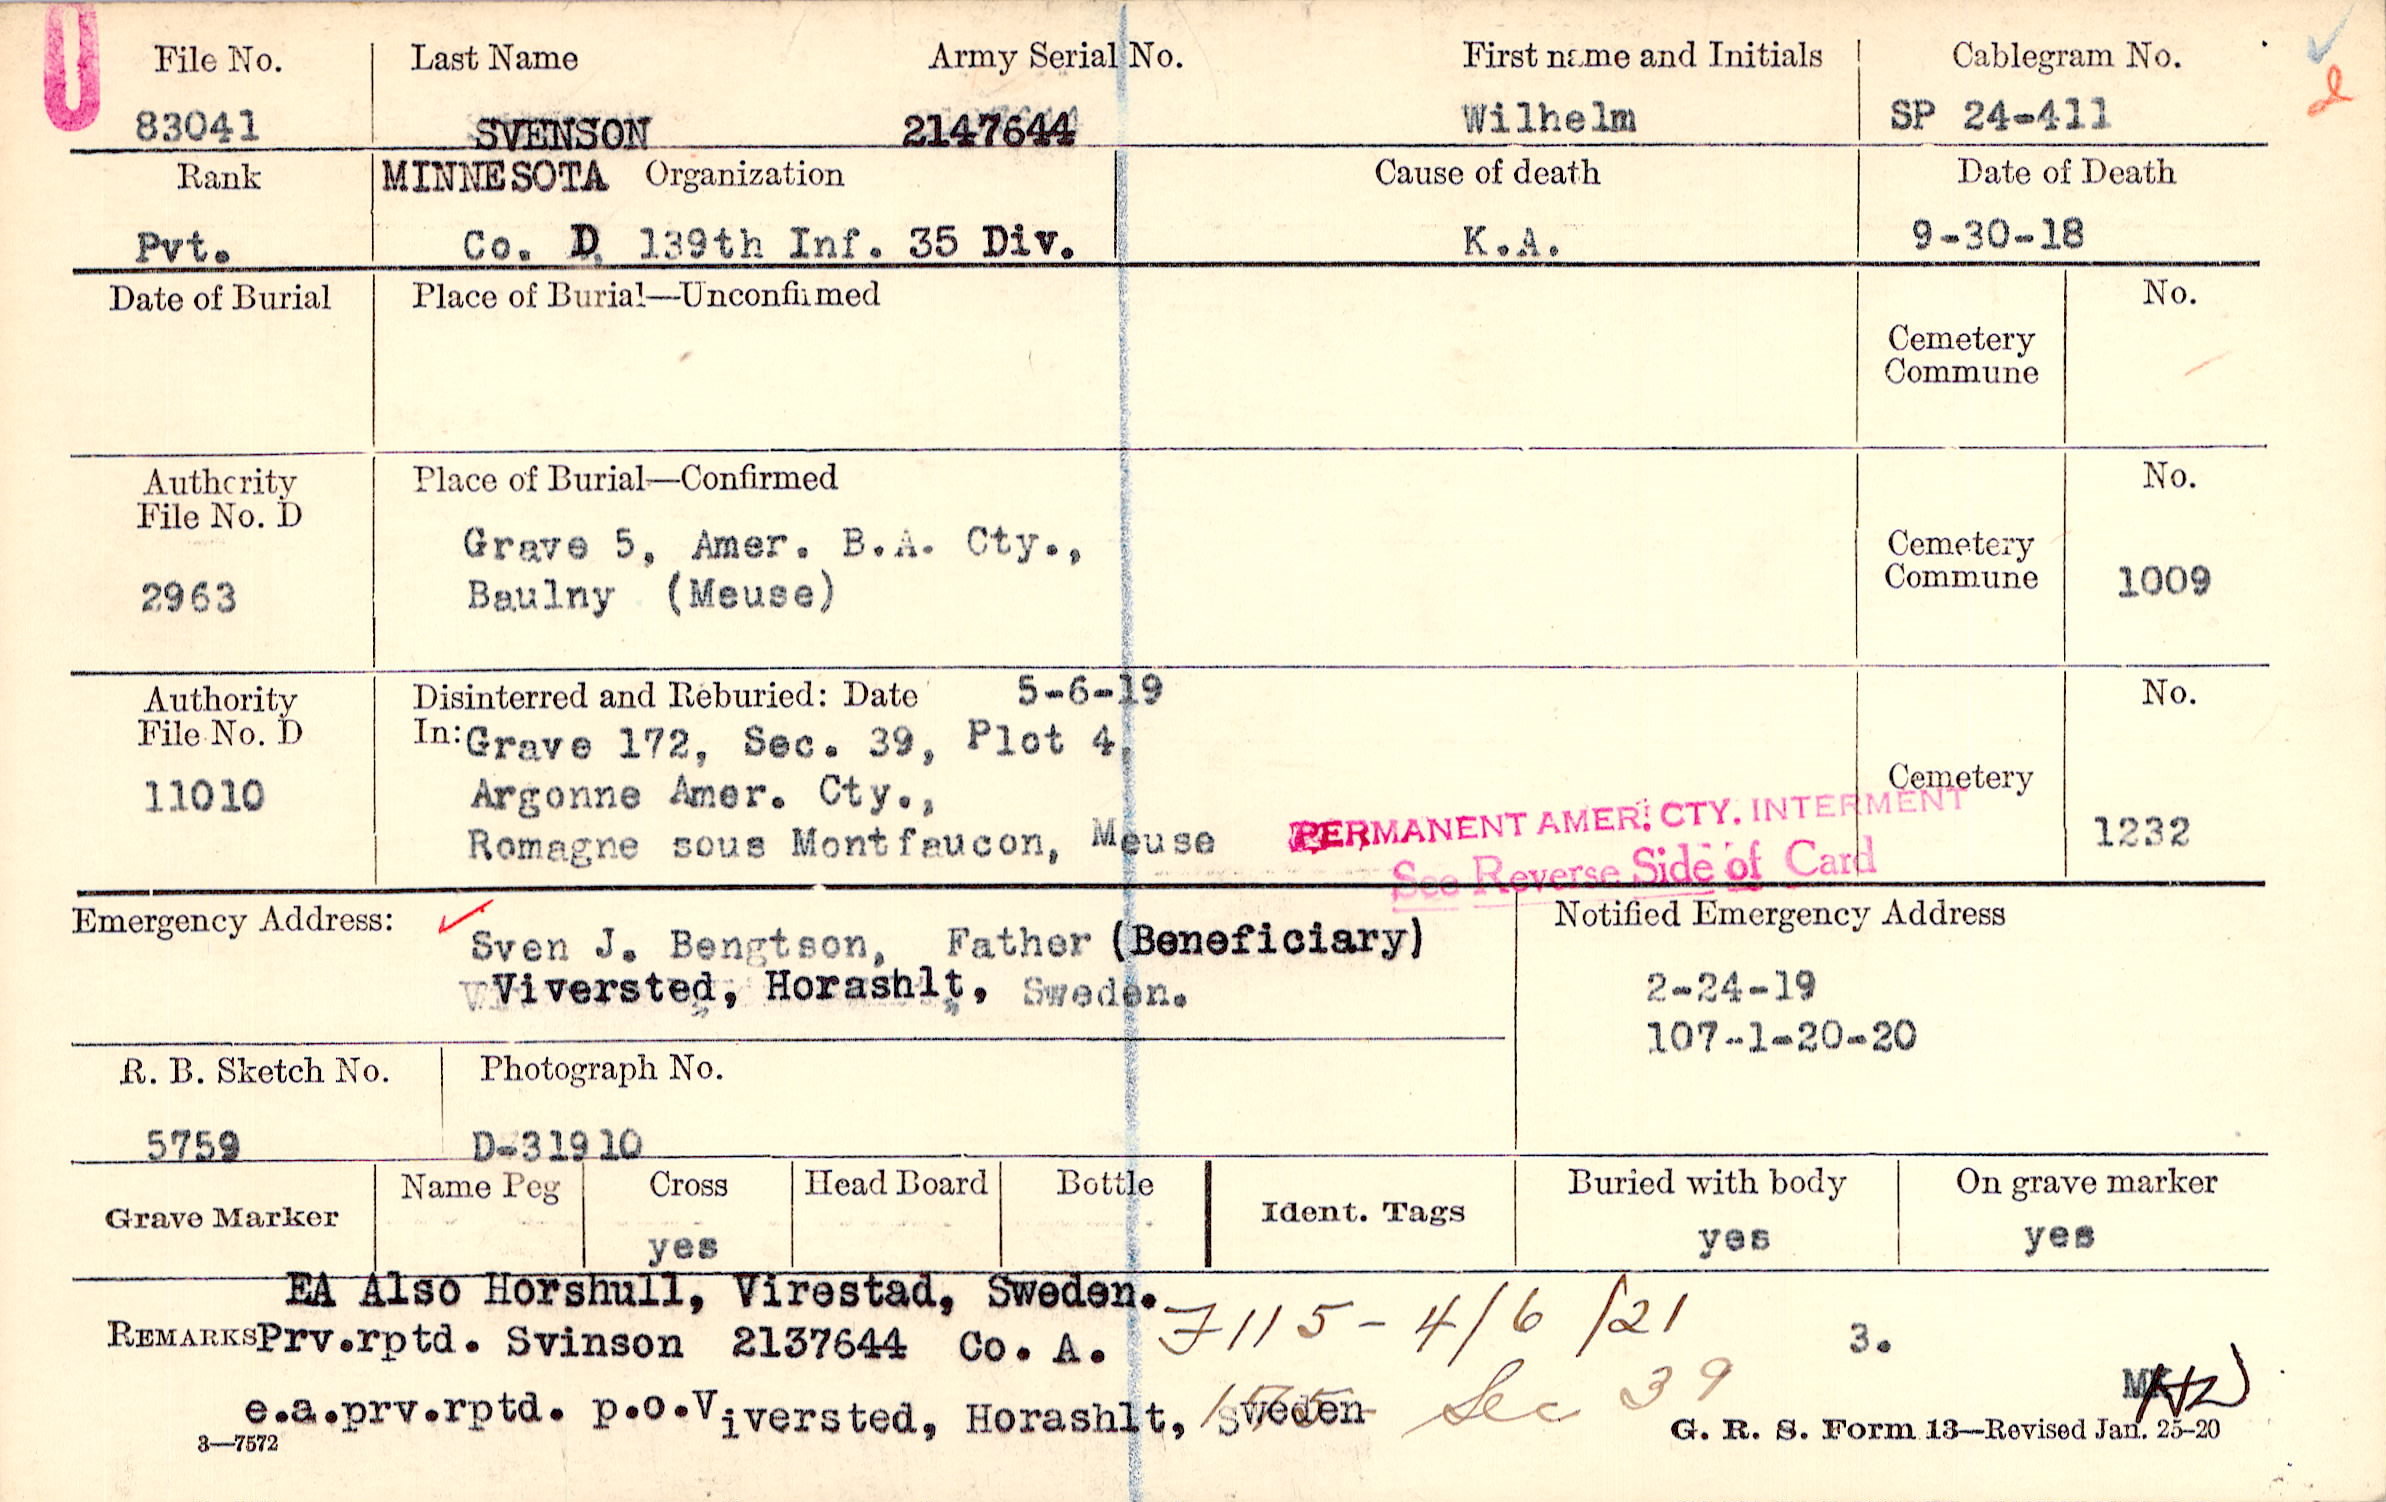 File No. Last Name Army Serial No. First name and Initials Cablegram No.
83041 SVENSON 2147644 Wilhelm SP 24-411
Rank MINNESOTA Organization Cause of death Date of Death
Pvt. Co. D 139th Inf. 35 Div. K.A. 9-30-18
Date of Burial Place of Burial—Unconfirmed No.
Cemetery
Commune
Authority Place of Burial—Confirmed No.
File No. D
Grave 5, Amer. B.A. Cty., Cemetery
2963 Baulny (Meuse) Commune 1009
Authority Disinterred and Reburied: Date 5-6-19 No.
File No. D In: Grave 172, Sec. 39, Plot 4,
11010 Argonne Amer. Cty., Cemetery
Romagne sous Montfaucon, Meuse 1232
PERMANENT AMER. CTY. INTERMENT
See Reverse Side of Card
Emergency Address: Notified Emergency Address
Sven J. Bengtson, Father (Beneficiary)
Viversted, Horashlt, Sweden. 2-24-19
107-1-20-20
R. B. Sketch No. Photograph No.
5759 D-31910
Grave Marker Name Peg Cross Head Board Bottle Ident. Tags Buried with body On grave marker
yes yes yes
EA Also Horshull, Virestad, Sweden.
REMARKS Prv.rptd. Svinson 2137644 Co. A. 7115-4/6/21 3.
e.a.prv.rptd. p.o.Viversted, Horashlt, Sweden Sec 39
3—7572 G. R. S. Form 13—Revised Jan. 25-20